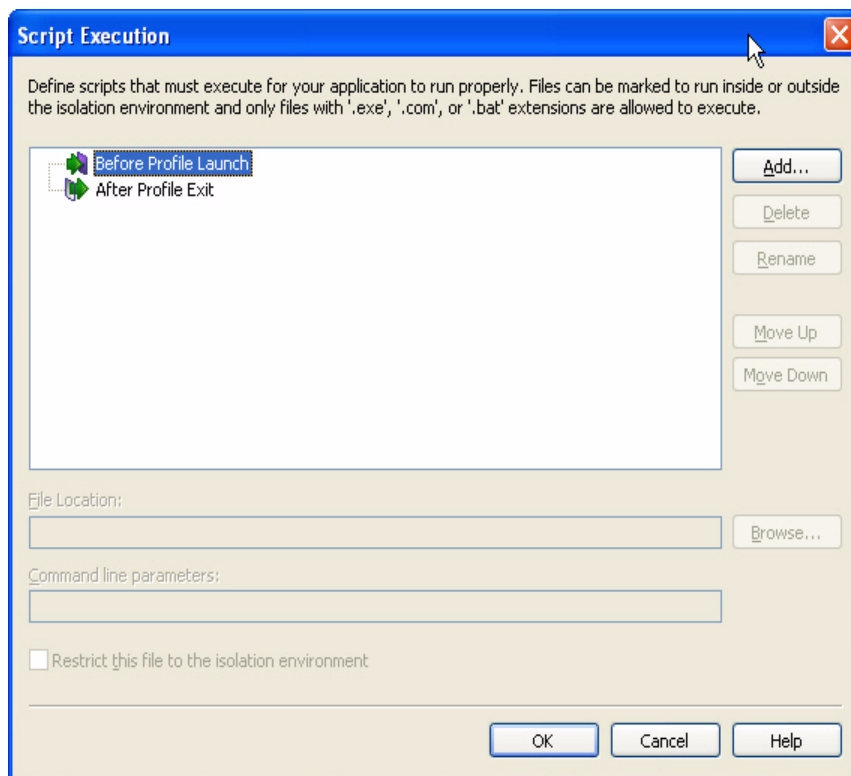 Script Execution
Define scripts that must execute for your application to run properly. Files can be marked to run inside or outside
the isolation environment and only files with '.exe', '.com', or '.bat' extensions are allowed to execute.
Before Profile Launch
After Profile Exit
Add...
Delete
Rename
Move Up
Move Down
File Location:
Browse...
Command line parameters:
Restrict this file to the isolation environment
OK
Cancel
Help